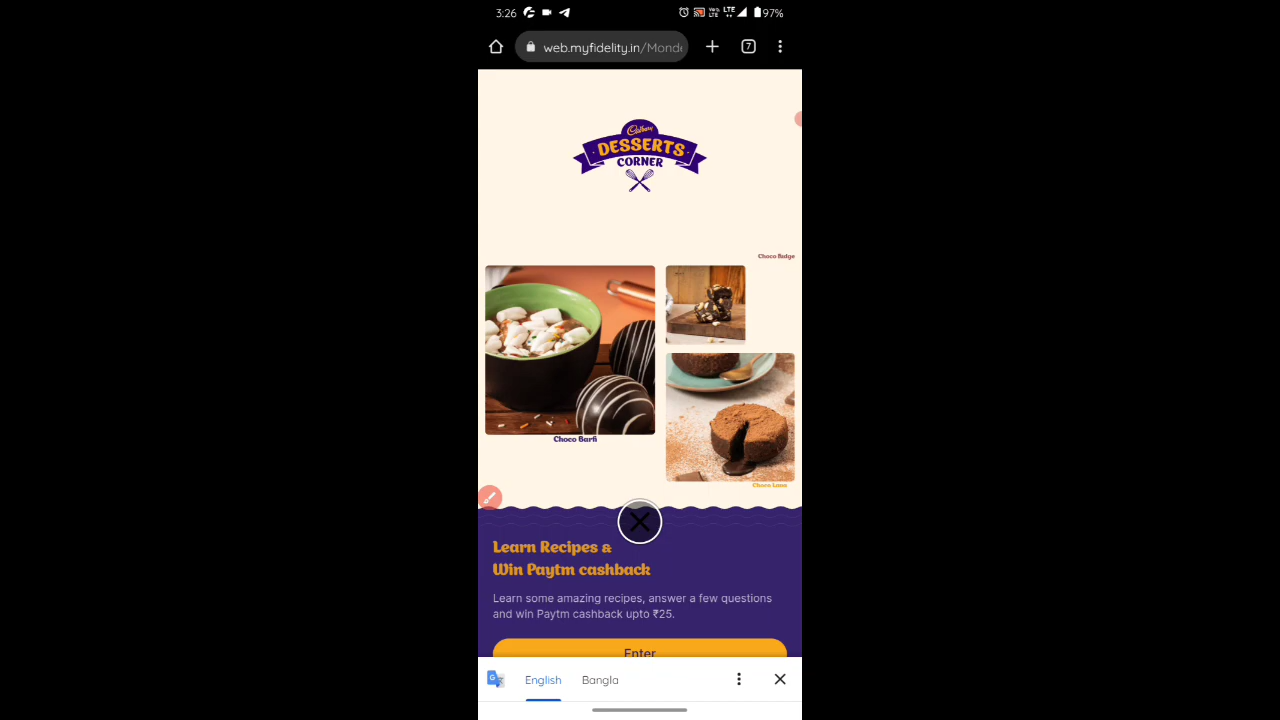 3:26
VoLTE
LTE
97%
web.myfidelity.in/Monde
7
Cadbury
DESSERTS
CORNER
Choco Fudge
Choco Barfi
Choco Lava
Learn Recipes &
Win Paytm cashback
Learn some amazing recipes, answer a few questions
and win Paytm cashback upto ₹25.
Enter
English
Bangla